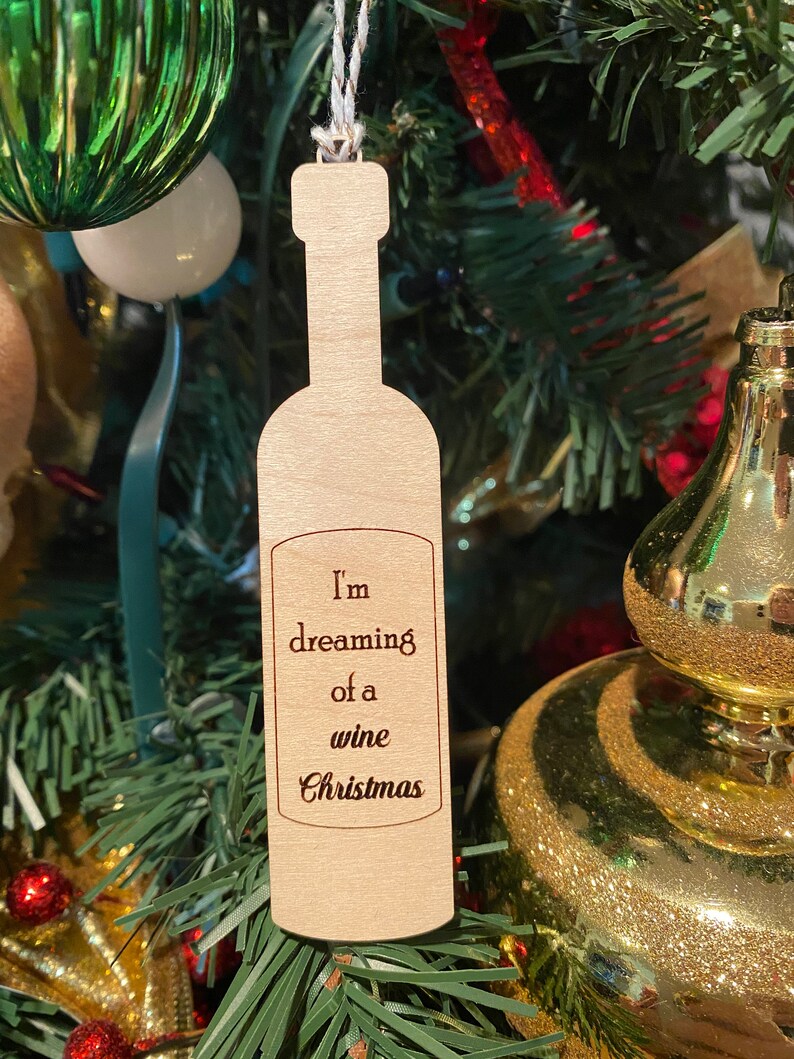 I'm
dreaming
of a
wine
Christmas